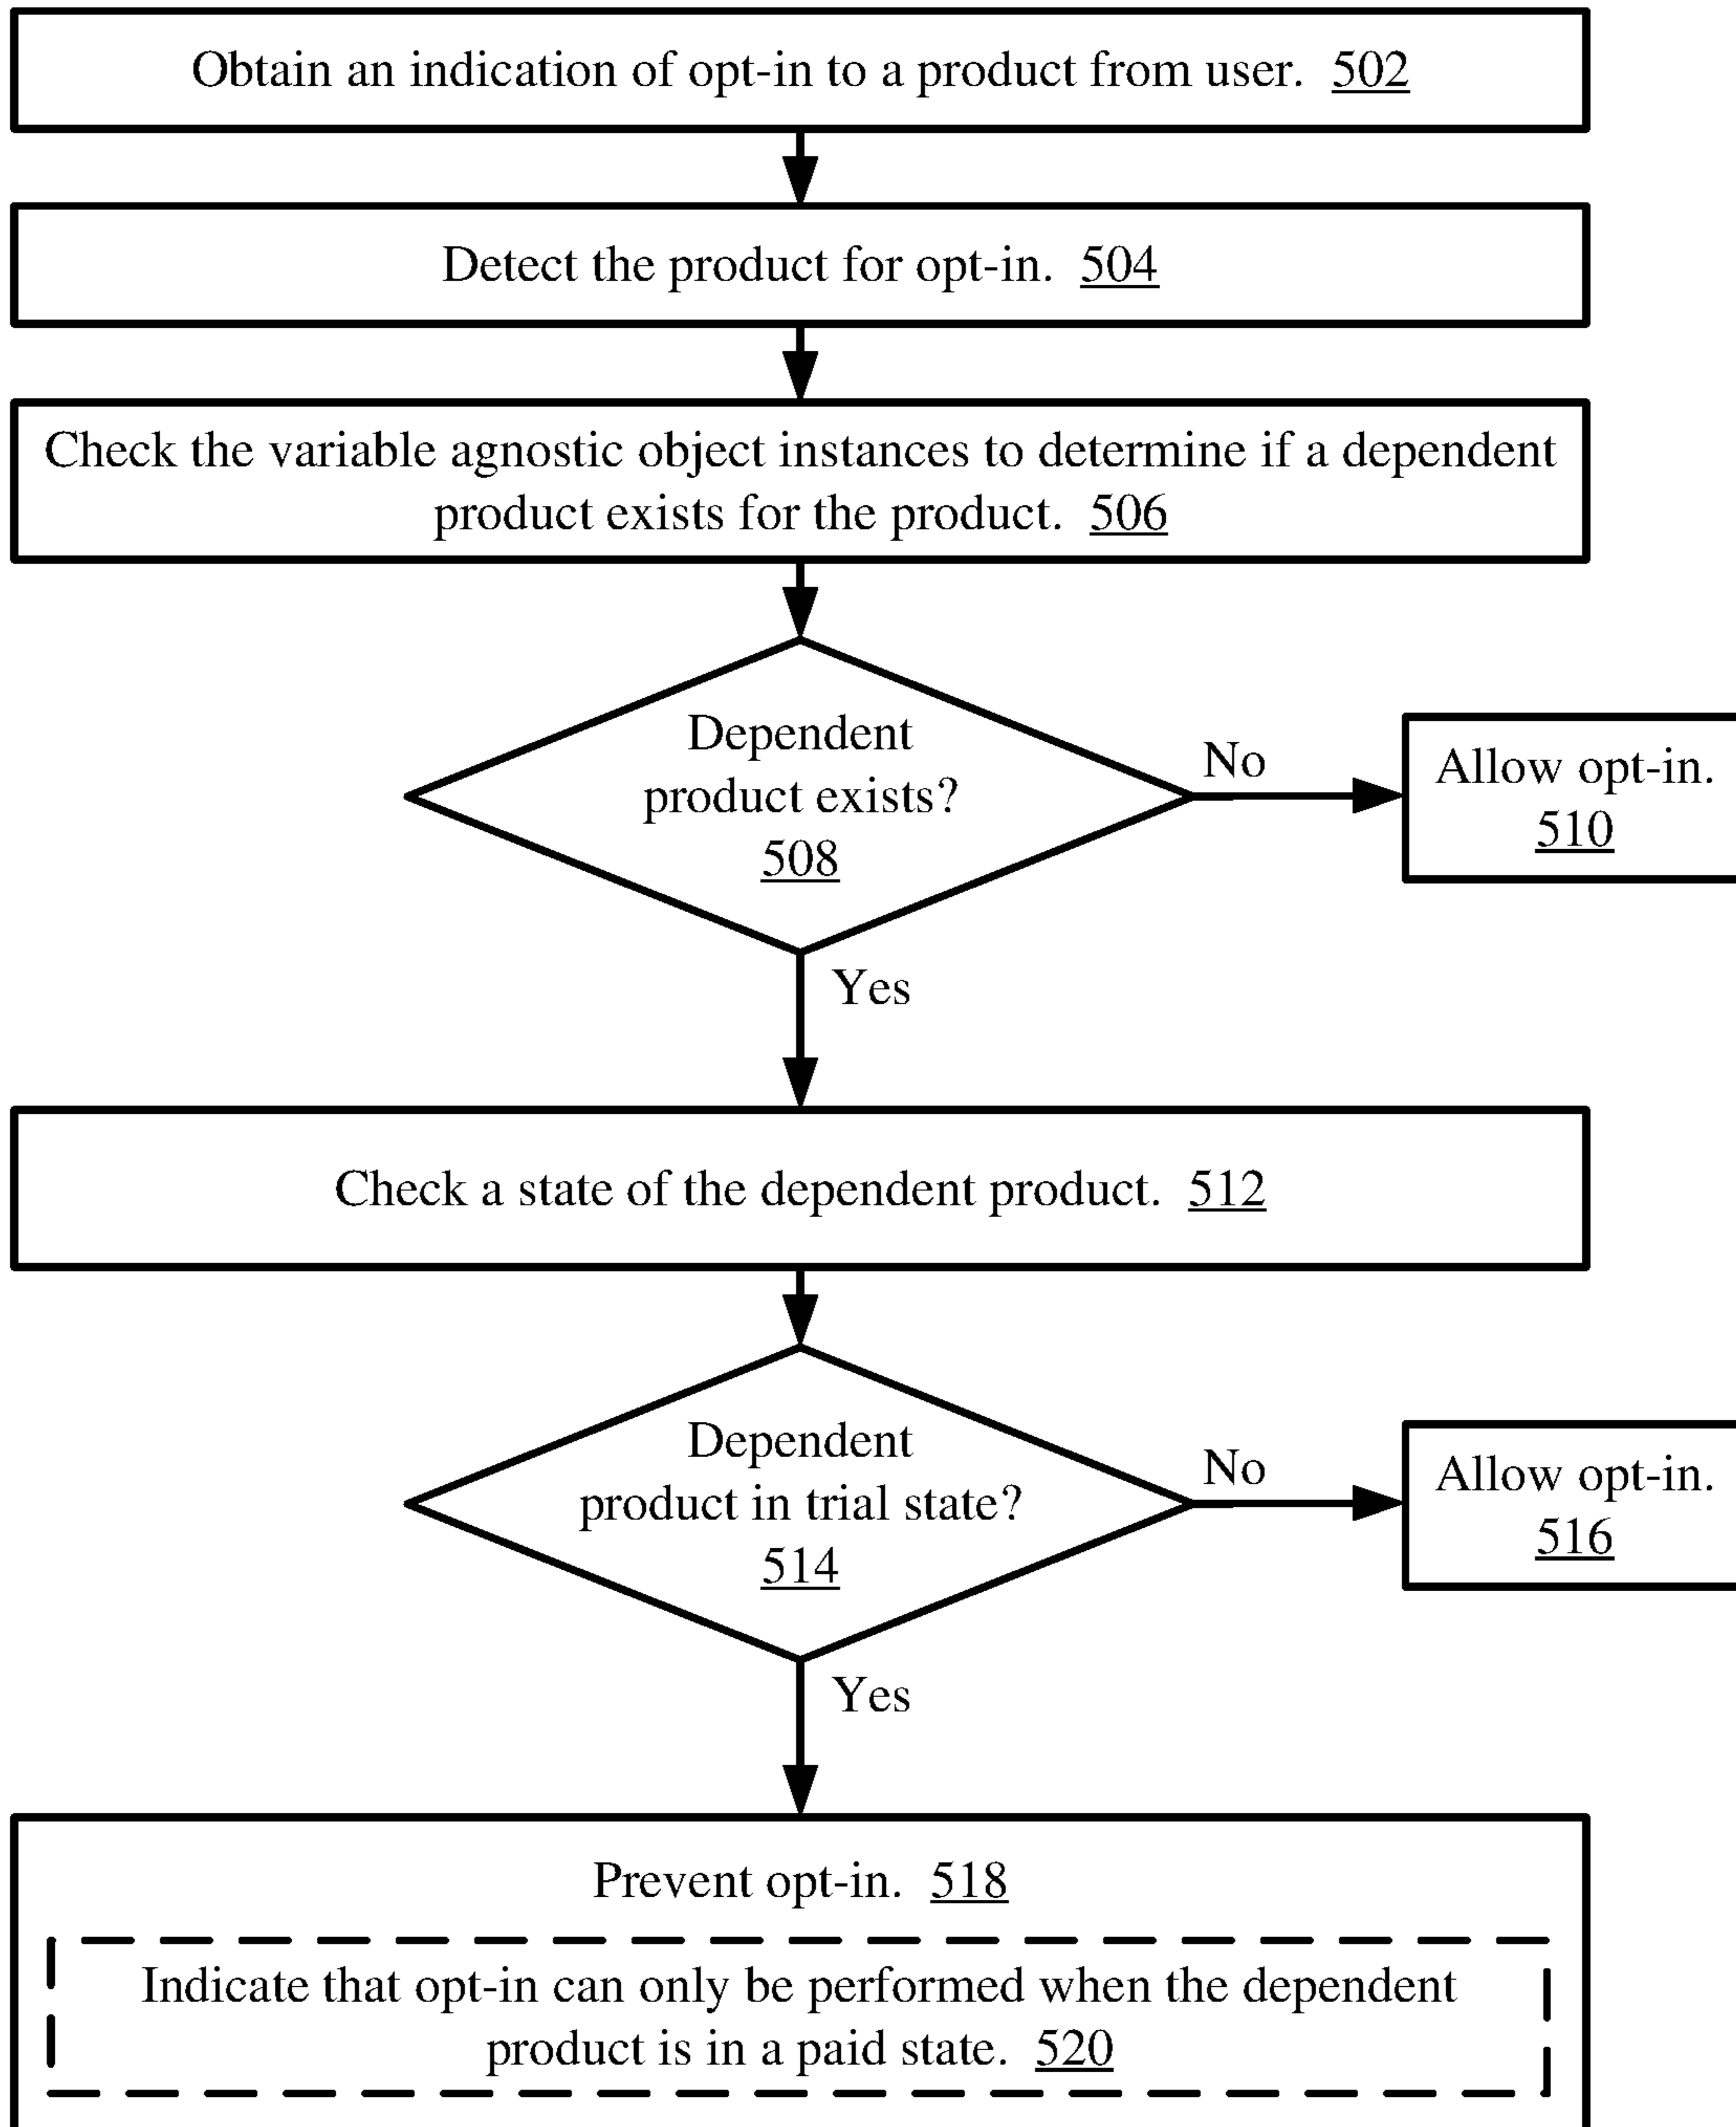 Obtain an indication of opt-in to a product from user. 502
Detect the product for opt-in. 504
Check the variable agnostic object instances to determine if a dependent
product exists for the product. 506
Dependent
product exists?
508
No
Allow opt-in.
510
Yes
Check a state of the dependent product. 512
Dependent
product in trial state?
514
No
Allow opt-in.
516
Yes
Prevent opt-in. 518
Indicate that opt-in can only be performed when the dependent
product is in a paid state. 520